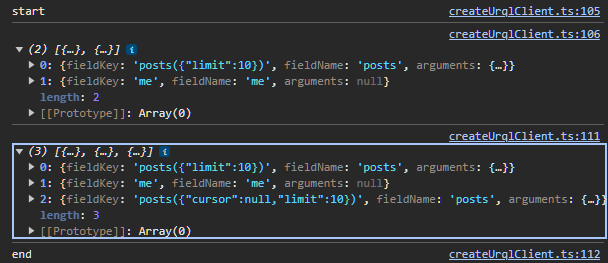 start createUrqlClient.ts:105
createUrqlClient.ts:106
▼ (2) [{…}, {…}] i
▶ 0: {fieldKey: 'posts({"limit":10})', fieldName: 'posts', arguments: {…}}
▶ 1: {fieldKey: 'me', fieldName: 'me', arguments: null}
length: 2
▶ [[Prototype]]: Array(0)
createUrqlClient.ts:111
▼ (3) [{…}, {…}, {…}] i
▶ 0: {fieldKey: 'posts({"limit":10})', fieldName: 'posts', arguments: {…}}
▶ 1: {fieldKey: 'me', fieldName: 'me', arguments: null}
▶ 2: {fieldKey: 'posts({"cursor":null,"limit":10})', fieldName: 'posts', arguments: {…}}
length: 3
▶ [[Prototype]]: Array(0)
end createUrqlClient.ts:112